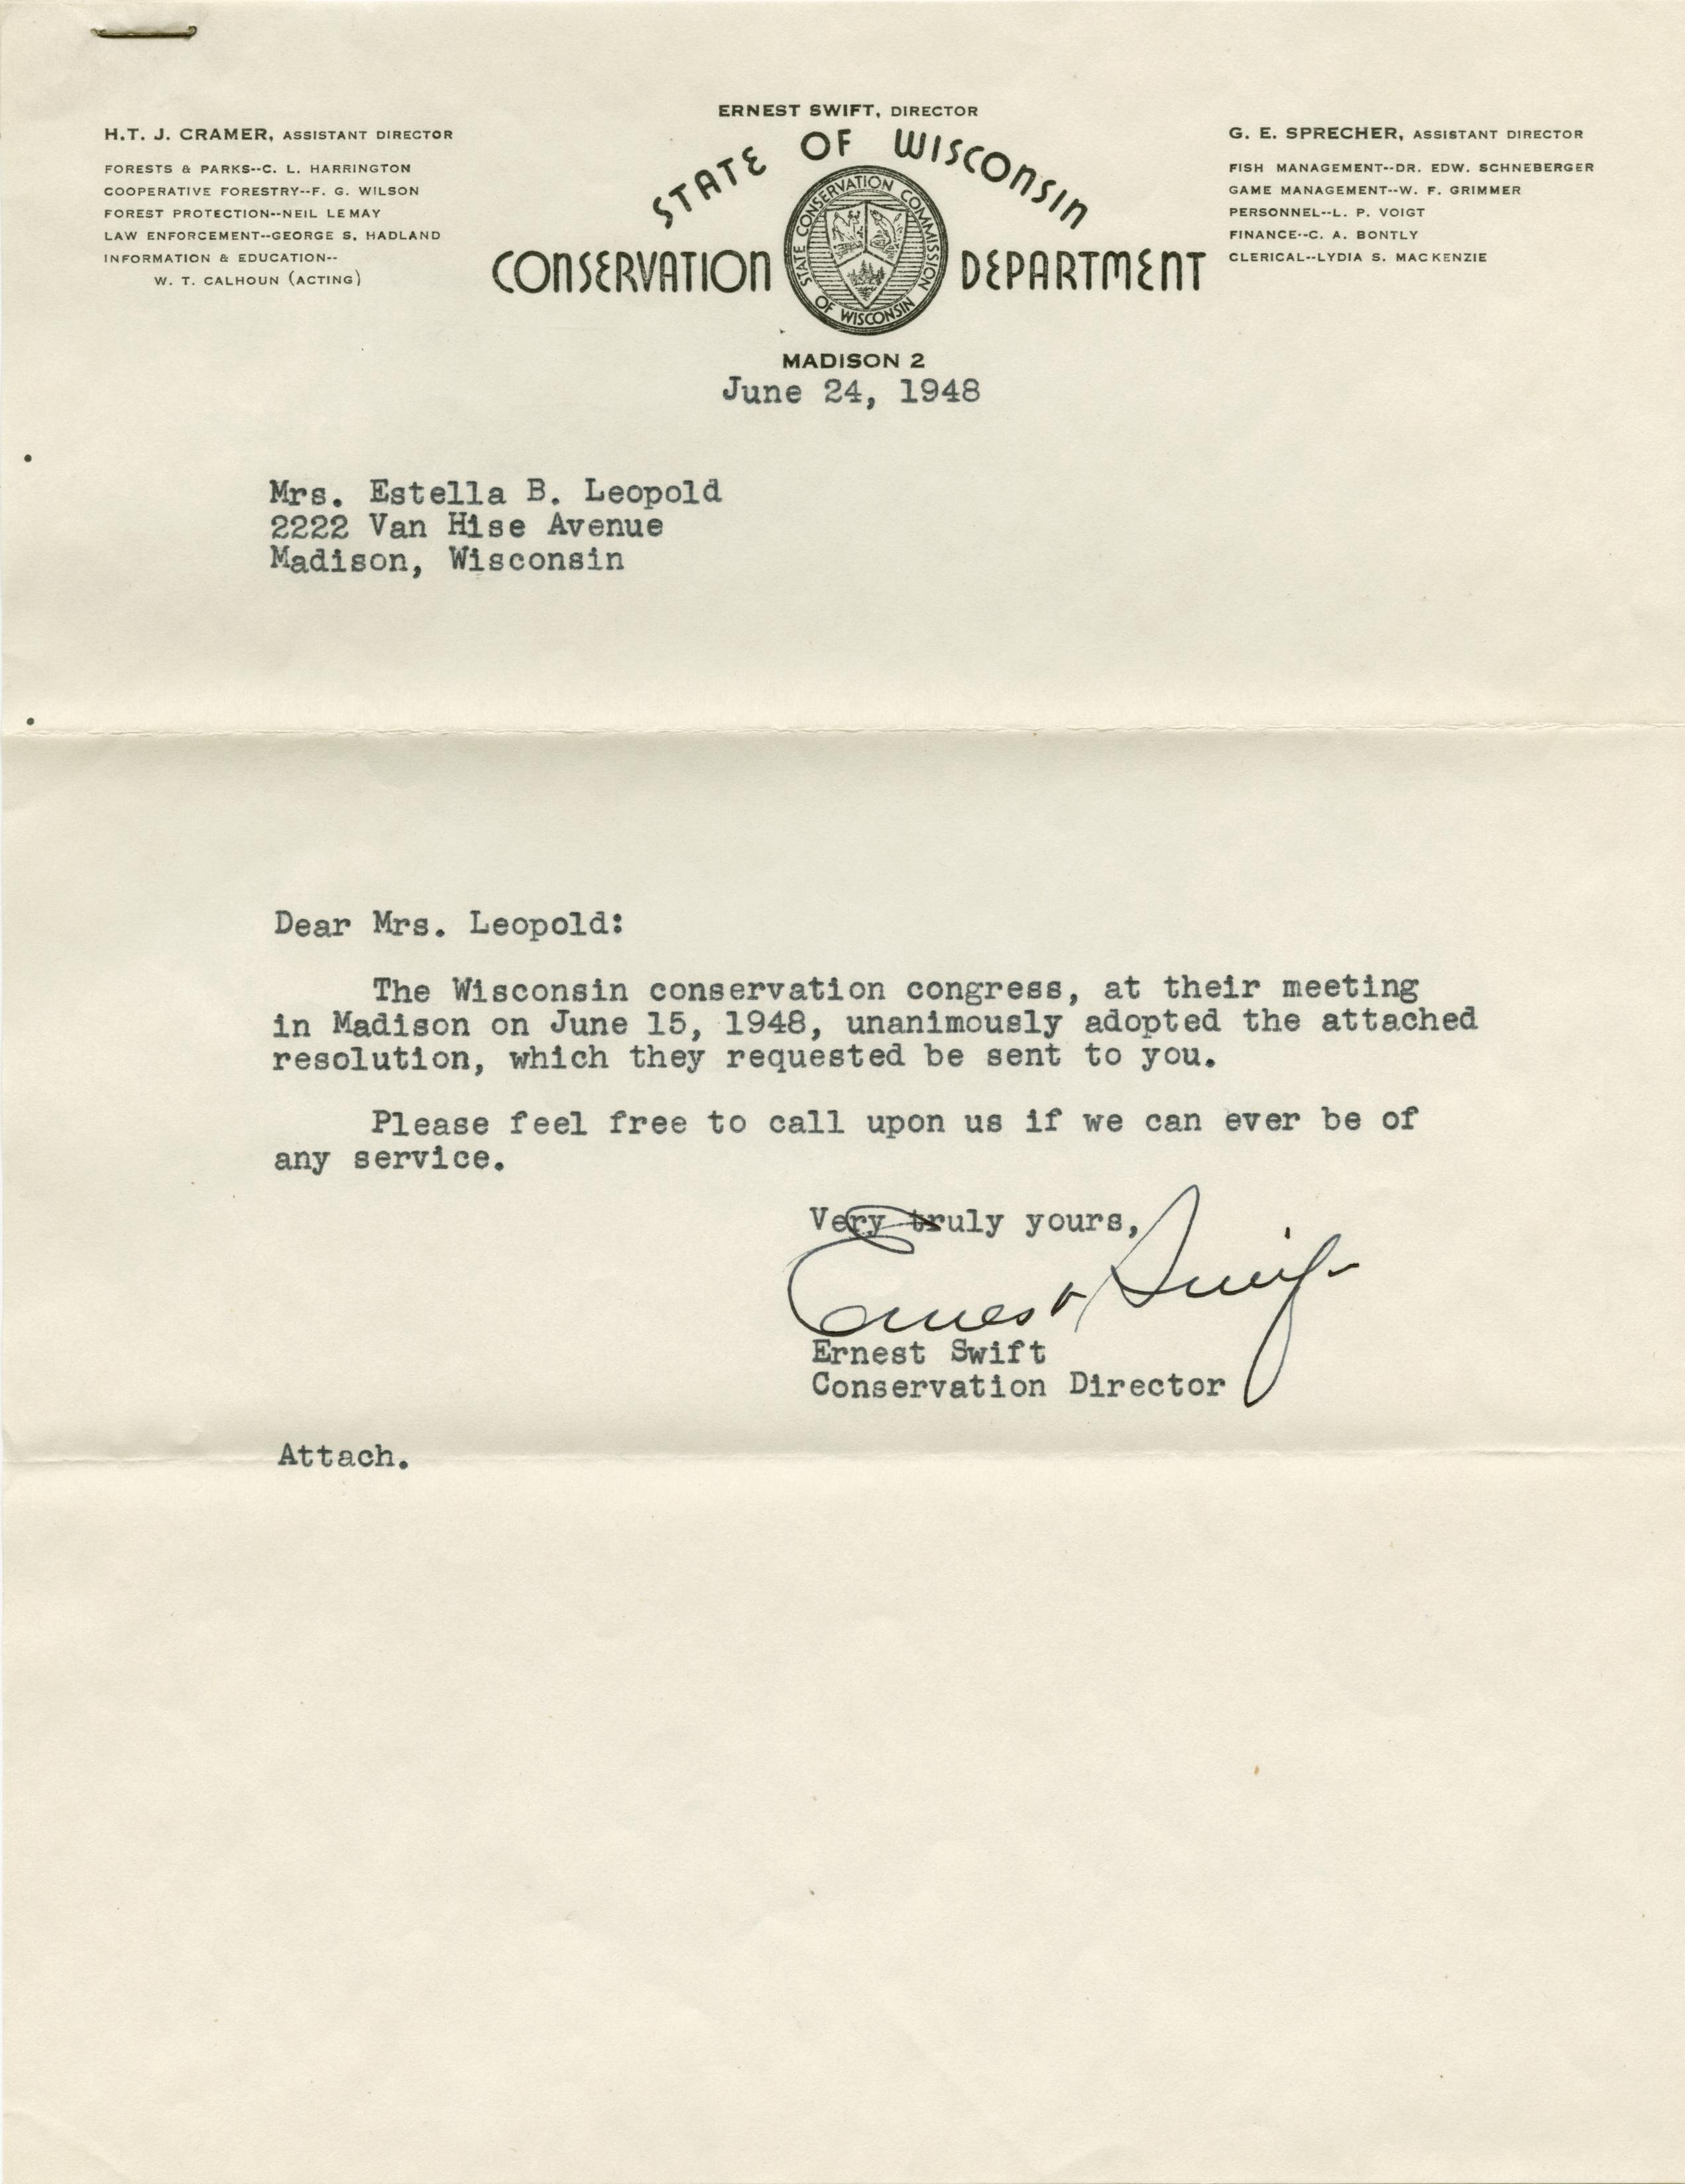 ERNEST SWIFT, DIRECTOR
H.T. J. CRAMER, ASSISTANT DIRECTOR
FORESTS & PARKS--C. L. HARRINGTON
COOPERATIVE FORESTRY--F. G. WILSON
FOREST PROTECTION--NEIL LEMAY
LAW ENFORCEMENT--GEORGE S. HADLAND
INFORMATION & EDUCATION--
W. T. CALHOUN (ACTING)
STATE OF WISCONSIN
CONSERVATION DEPARTMENT
STATE CONSERVATION COMMISSION
OF WISCONSIN
G. E. SPRECHER, ASSISTANT DIRECTOR
FISH MANAGEMENT--DR. EDW. SCHNEBERGER
GAME MANAGEMENT--W. F. GRIMMER
PERSONNEL--L. P. VOIGT
FINANCE--C. A. BONTLY
CLERICAL--LYDIA S. MACKENZIE
MADISON 2
June 24, 1948
Mrs. Estella B. Leopold
2222 Van Hise Avenue
Madison, Wisconsin
Dear Mrs. Leopold:
The Wisconsin conservation congress, at their meeting
in Madison on June 15, 1948, unanimously adopted the attached
resolution, which they requested be sent to you.
Please feel free to call upon us if we can ever be of
any service.
Very truly yours,
Ernest Swift
Ernest Swift
Conservation Director
Attach.